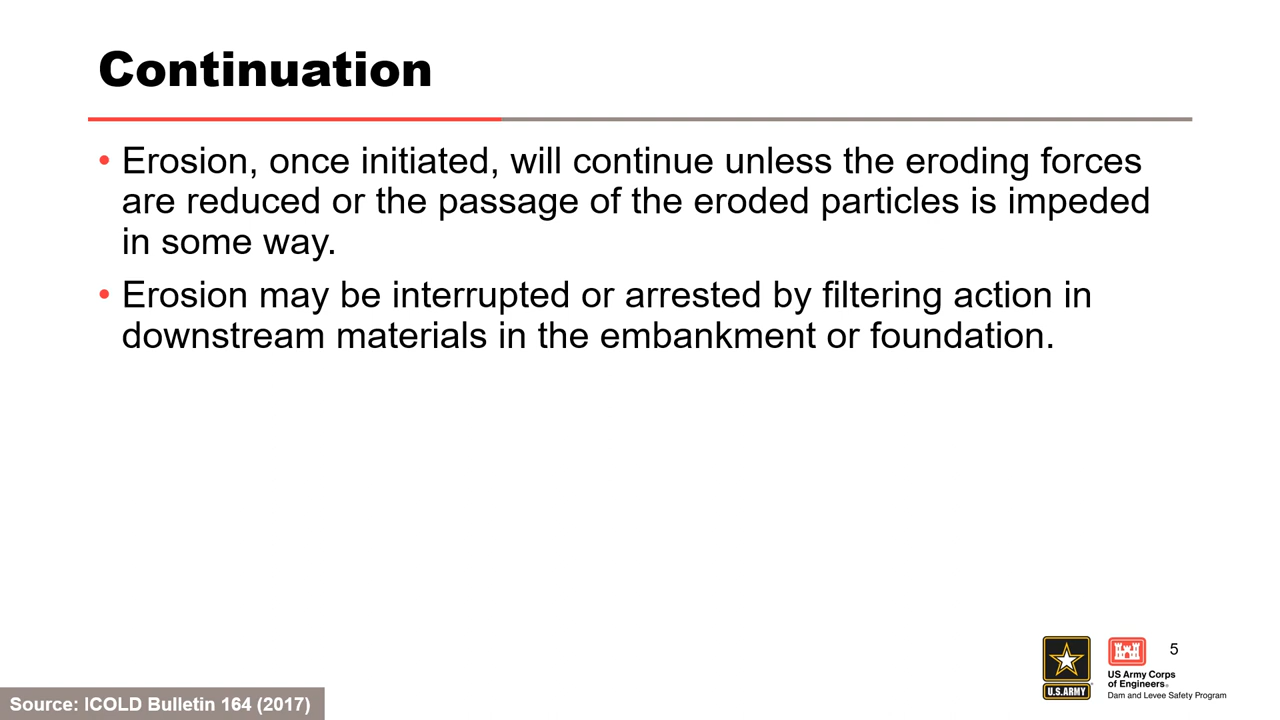 Continuation
• Erosion, once initiated, will continue unless the eroding forces
are reduced or the passage of the eroded particles is impeded
in some way.
• Erosion may be interrupted or arrested by filtering action in
downstream materials in the embankment or foundation.
5
U.S.ARMY
US Army Corps
of Engineers®
Dam and Levee Safety Program
Source: ICOLD Bulletin 164 (2017)